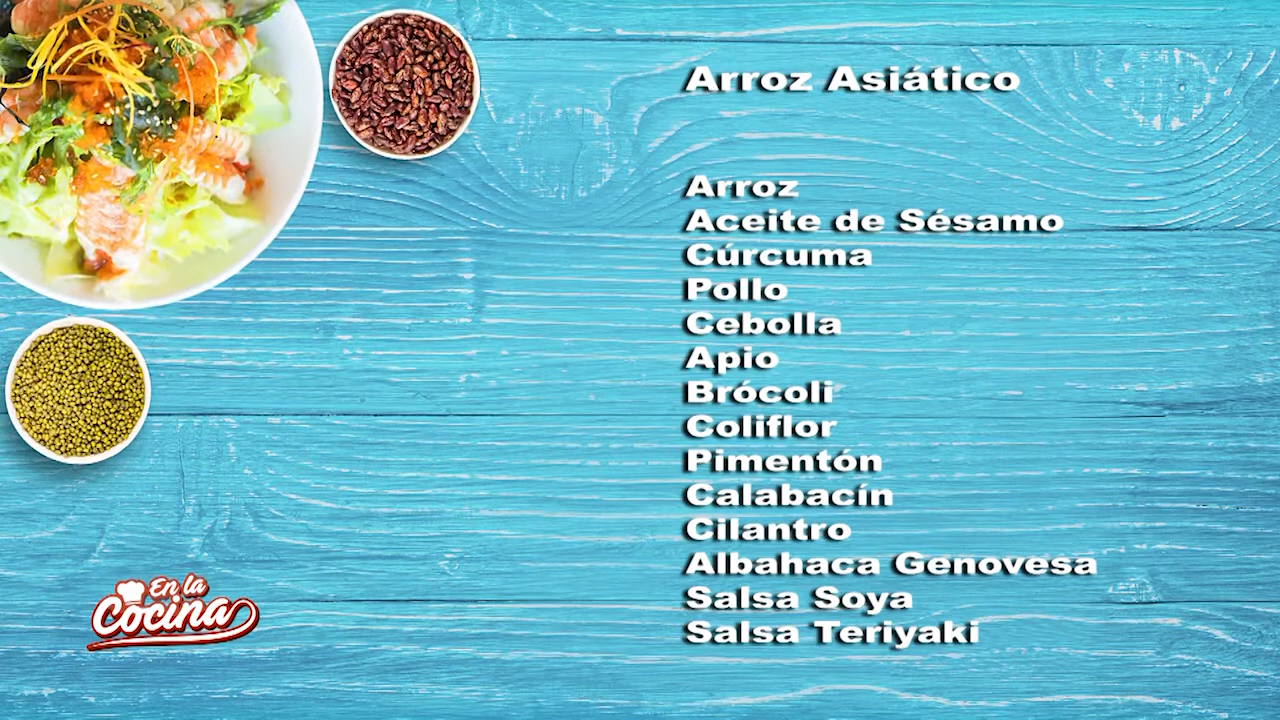 Arroz Asiático
Arroz
Aceite de Sésamo
Cúrcuma
Pollo
Cebolla
Apio
Brócoli
Coliflor
Pimentón
Calabacín
Cilantro
Albahaca Genovesa
Salsa Soya
Salsa Teriyaki
En la
Cocina